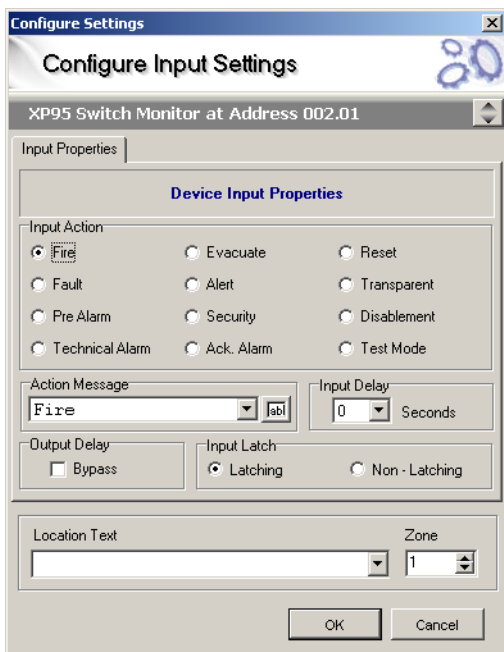 Configure Settings
Configure Input Settings
XP95 Switch Monitor at Address 002.01
Input Properties
Device Input Properties
Input Action
Fire Evacuate Reset
Fault Alert Transparent
Pre Alarm Security Disablement
Technical Alarm Ack. Alarm Test Mode
Action Message Input Delay
Fire abl 0 Seconds
Output Delay Input Latch
Bypass Latching Non - Latching
Location Text Zone
1
OK Cancel